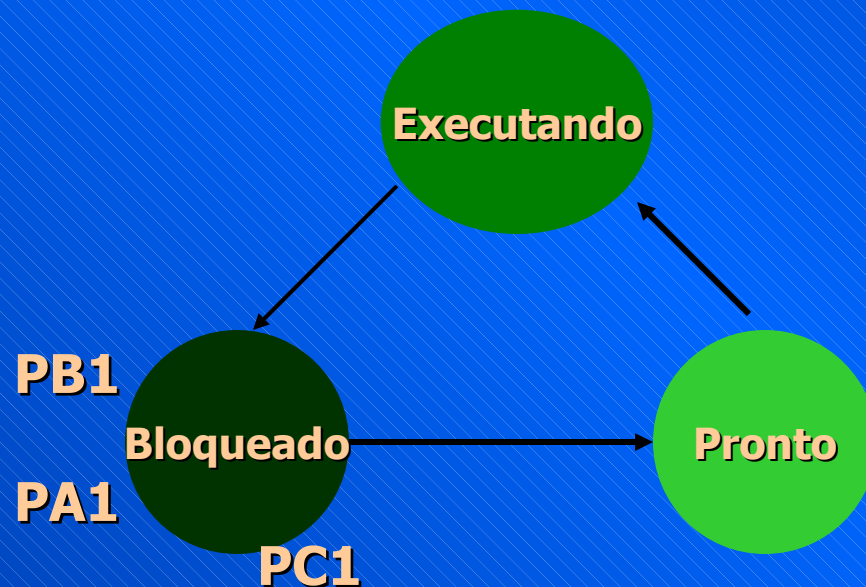 Executando
PB1
Bloqueado
Pronto
PA1
PC1